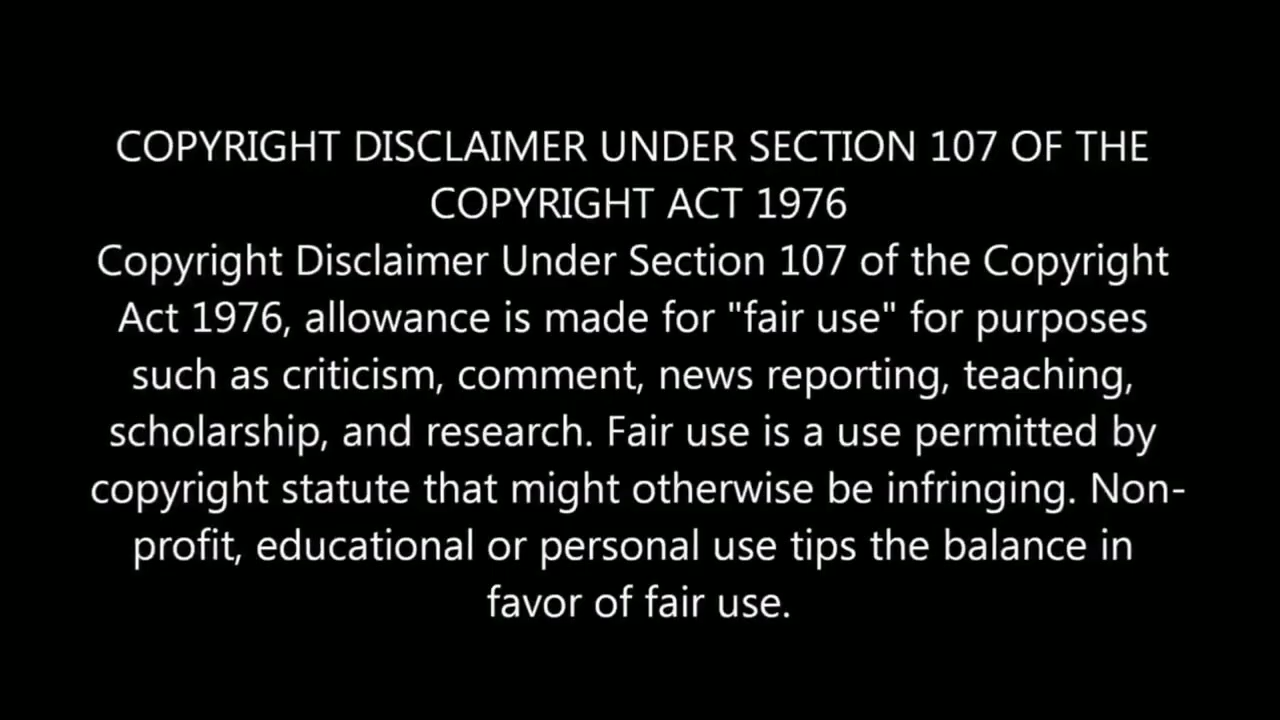 COPYRIGHT DISCLAIMER UNDER SECTION 107 OF THE
COPYRIGHT ACT 1976
Copyright Disclaimer Under Section 107 of the Copyright
Act 1976, allowance is made for "fair use" for purposes
such as criticism, comment, news reporting, teaching,
scholarship, and research. Fair use is a use permitted by
copyright statute that might otherwise be infringing. Non-
profit, educational or personal use tips the balance in
favor of fair use.